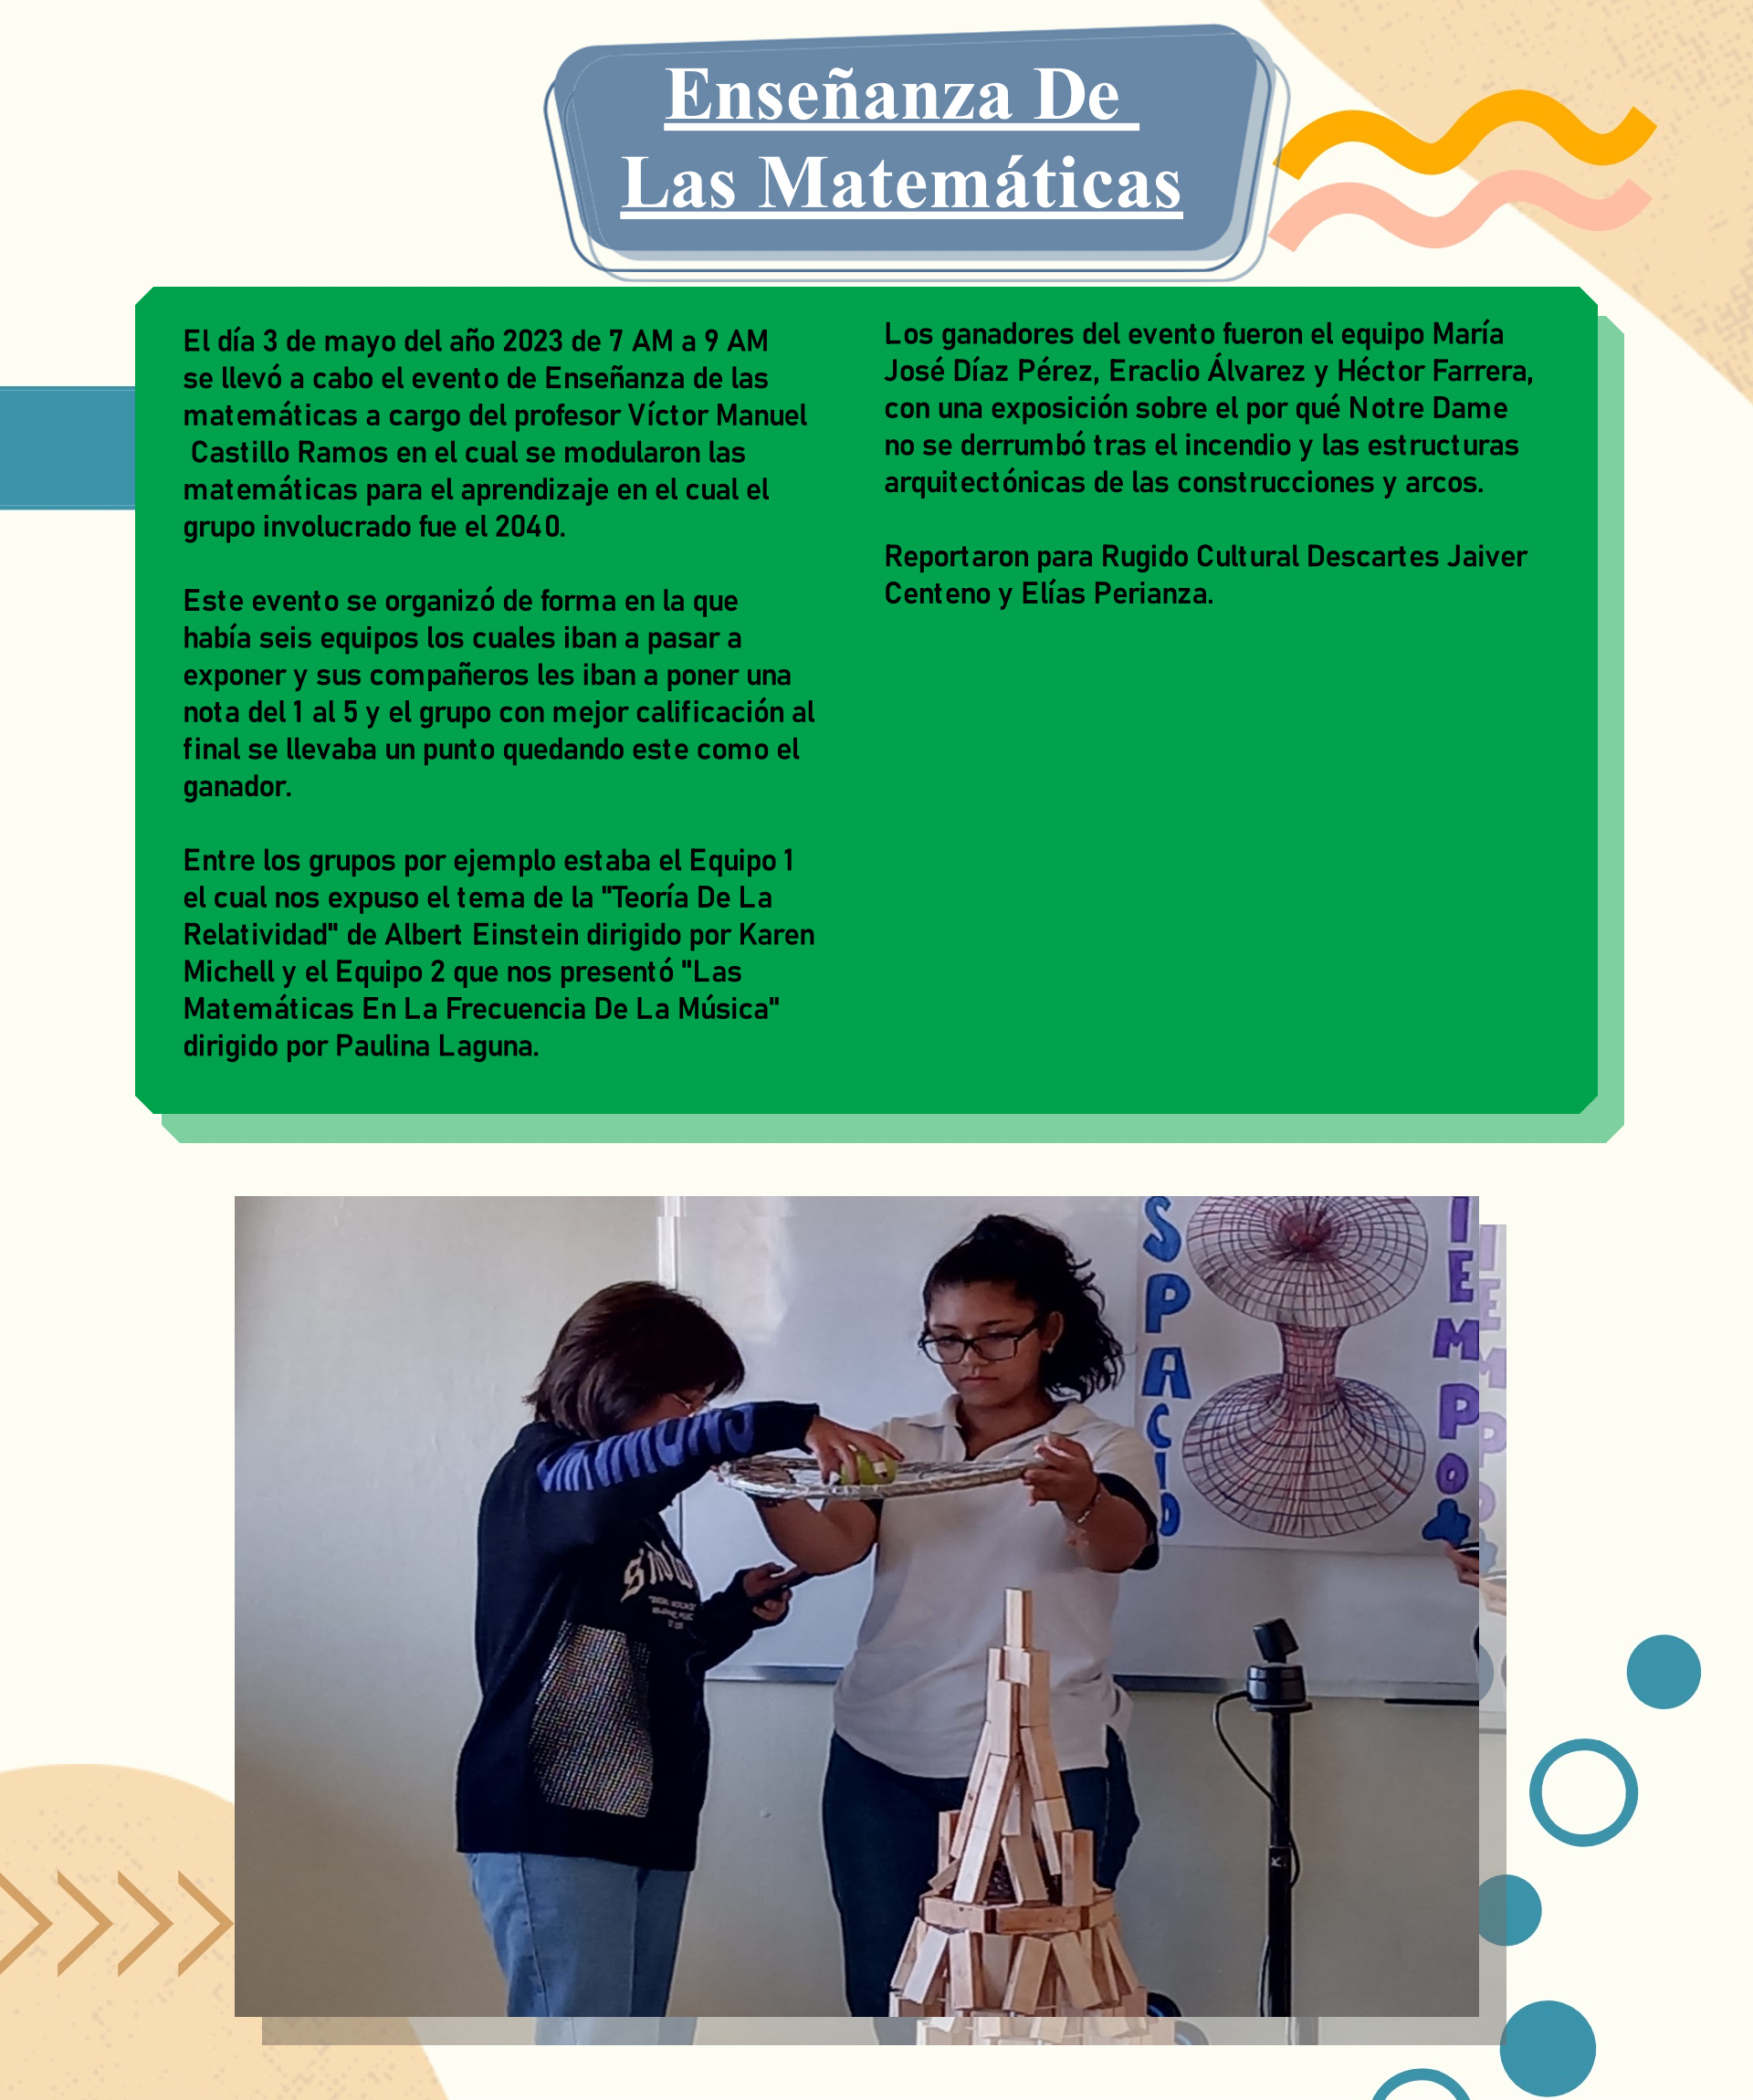 Enseñanza De
Las Matemáticas
El día 3 de mayo del año 2023 de 7 AM a 9 AM
se llevó a cabo el evento de Enseñanza de las
matemáticas a cargo del profesor Víctor Manuel
Castillo Ramos en el cual se modularon las
matemáticas para el aprendizaje en el cual el
grupo involucrado fue el 2040.
Este evento se organizó de forma en la que
había seis equipos los cuales iban a pasar a
exponer y sus compañeros les iban a poner una
nota del 1 al 5 y el grupo con mejor calificación al
final se llevaba un punto quedando este como el
ganador.
Entre los grupos por ejemplo estaba el Equipo 1
el cual nos expuso el tema de la "Teoría De La
Relatividad" de Albert Einstein dirigido por Karen
Michell y el Equipo 2 que nos presentó "Las
Matemáticas En La Frecuencia De La Música"
dirigido por Paulina Laguna.
Los ganadores del evento fueron el equipo María
José Díaz Pérez, Eraclio Álvarez y Héctor Farrera,
con una exposición sobre el por qué Notre Dame
no se derrumbó tras el incendio y las estructuras
arquitectónicas de las construcciones y arcos.
Reportaron para Rugido Cultural Descartes Jaiver
Centeno y Elías Perianza.
SPACIO
IEMPO